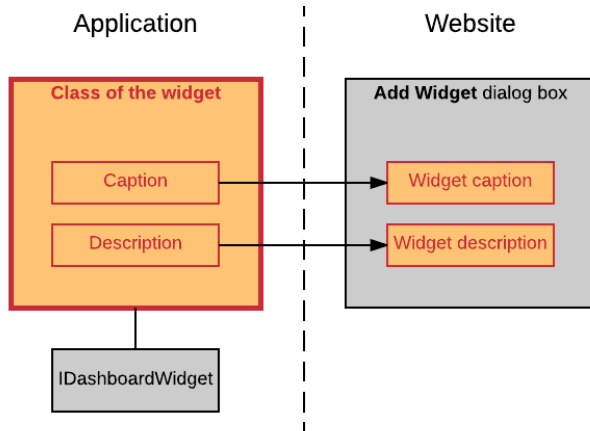 Application
Website
Class of the widget
Add Widget dialog box
Caption
Widget caption
Description
Widget description
IDashboardWidget